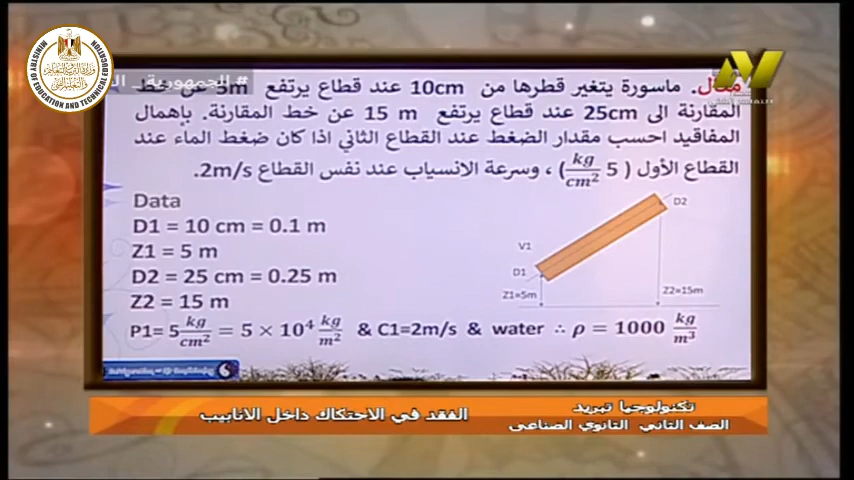 MINISTRY OF EDUCATION AND TECHNICAL EDUCATION
# الجمهورية_
مثال. ماسورة يتغير قطرها من 10cm عند قطاع يرتفع 5m عن خط
المقارنة الى 25cm عند قطاع يرتفع 15 m عن خط المقارنة. بإهمال
المفاقيد احسب مقدار الضغط عند القطاع الثاني اذا كان ضغط الماء عند
القطاع الأول ( 5 kg/cm²) ، وسرعة الانسياب عند نفس القطاع 2m/s.
Data
D1 = 10 cm = 0.1 m
Z1 = 5 m
D2 = 25 cm = 0.25 m
Z2 = 15 m
P1= 5 kg/cm² = 5 × 10⁴ kg/m² & C1=2m/s & water ∴ ρ = 1000 kg/m³
D2
V1
D1
Z1=5m
Z2=15m
تكنولوجيا تبريد
الصف الثاني الثانوي الصناعى
الفقد في الاحتكاك داخل الانابيب